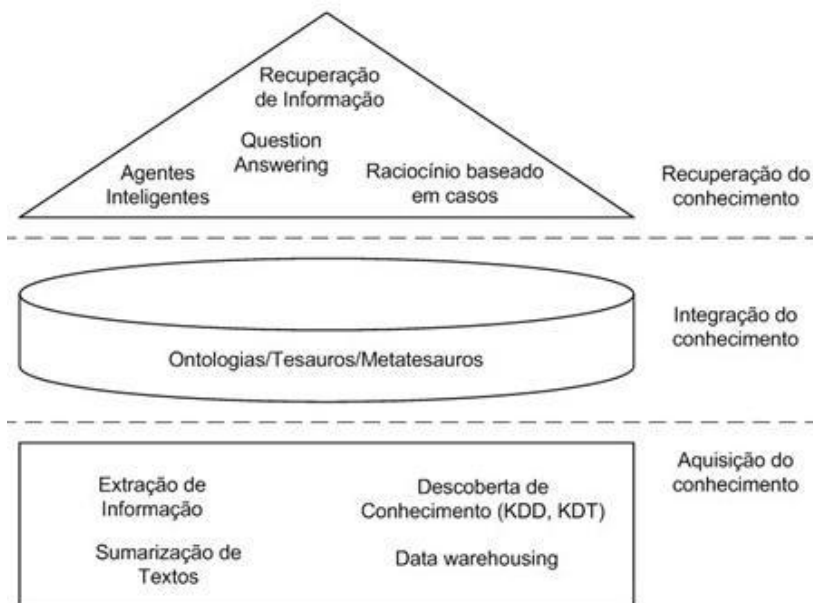 Recuperação
de Informação
Question
Answering
Agentes
Inteligentes
Raciocínio baseado
em casos
Recuperação do
conhecimento
Ontologias/Tesauros/Metatesauros
Integração do
conhecimento
Extração de
Informação
Descoberta de
Conhecimento (KDD, KDT)
Sumarização de
Textos
Data warehousing
Aquisição do
conhecimento